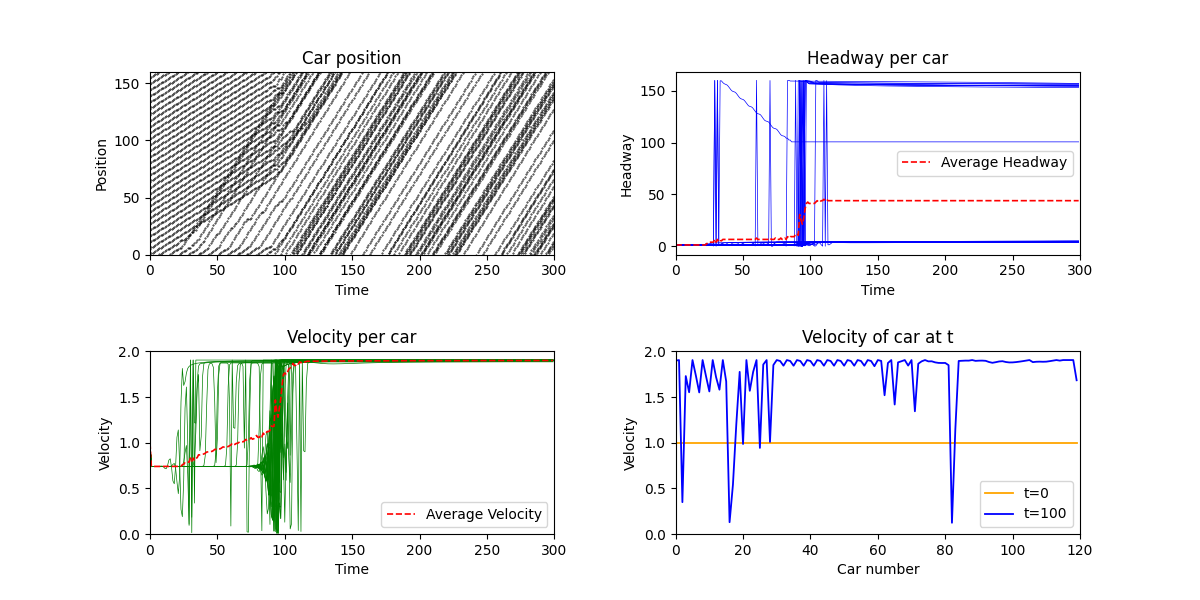 Car position
Position
150
100
50
0
0 50 100 150 200 250 300
Time
Headway per car
Headway
150
100
50
0
Average Headway
0 50 100 150 200 250 300
Time
Velocity per car
Velocity
2.0
1.5
1.0
0.5
0.0
Average Velocity
0 50 100 150 200 250 300
Time
Velocity of car at t
Velocity
2.0
1.5
1.0
0.5
0.0
t=0
t=100
0 20 40 60 80 100 120
Car number